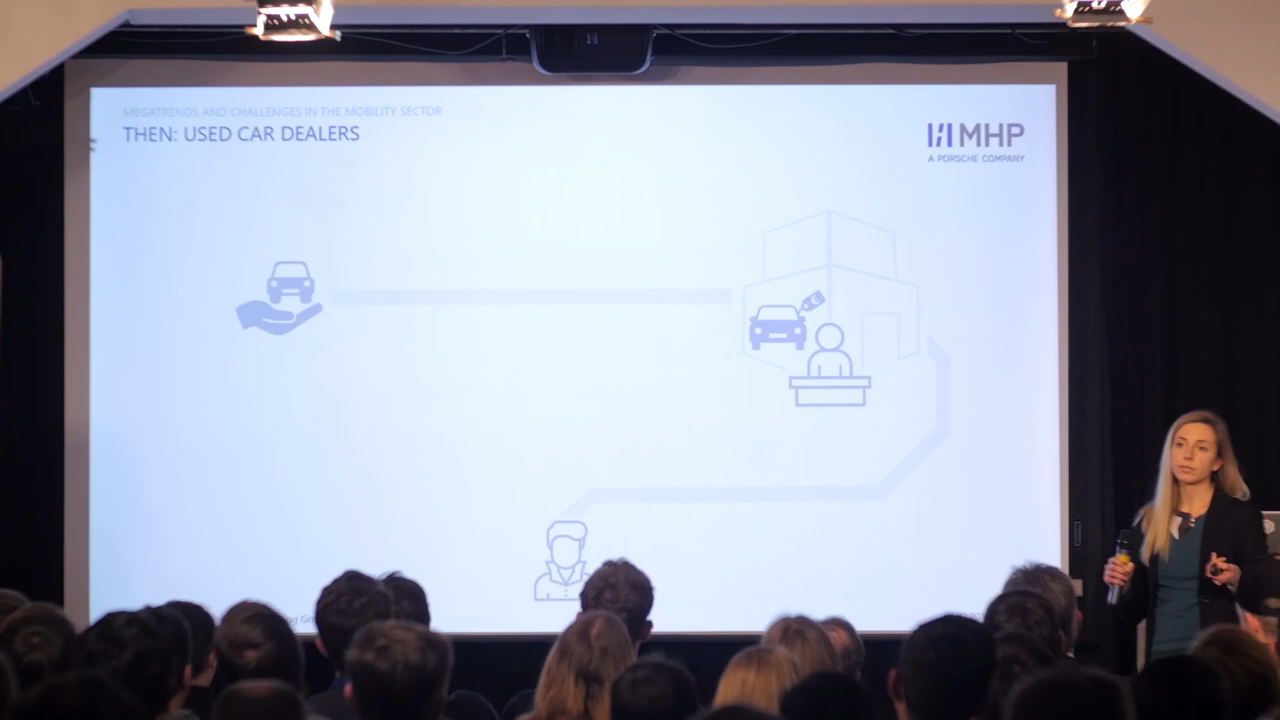 MEGATRENDS AND CHALLENGES IN THE MOBILITY SECTOR
THEN: USED CAR DEALERS
MHP
A PORSCHE COMPANY